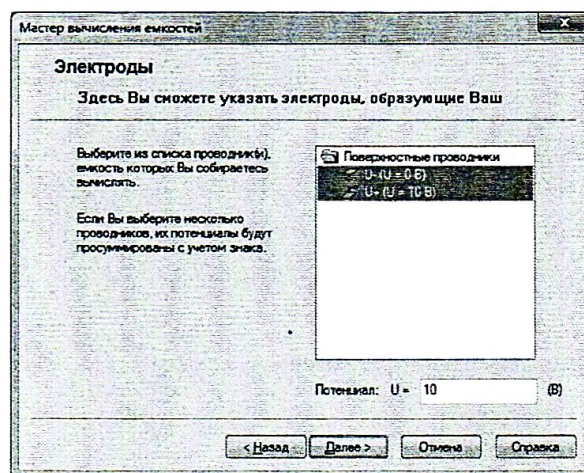 Мастер вычисления емкостей
Электроды
Здесь Вы сможете указать электроды, образующие Ваш
Выберите из списка проводник(и),
емкость которых Вы собираетесь
вычислять.
Если Вы выберите несколько
проводников, их потенциалы будут
просуммированы с учетом знака.
Поверхностные проводники
U- (U = 0 В)
U+ (U = 10 В)
Потенциал: U = 10 (В)
< Назад Далее > Отмена Справка